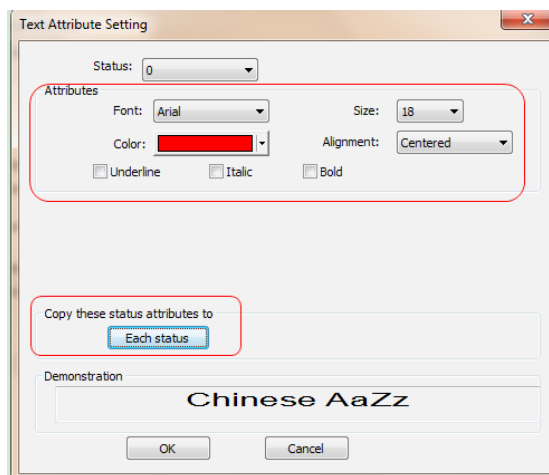 Text Attribute Setting
Status: 0
Attributes
Font: Arial Size: 18
Color: Alignment: Centered
Underline Italic Bold
Copy these status attributes to
Each status
Demonstration
Chinese AaZz
OK Cancel